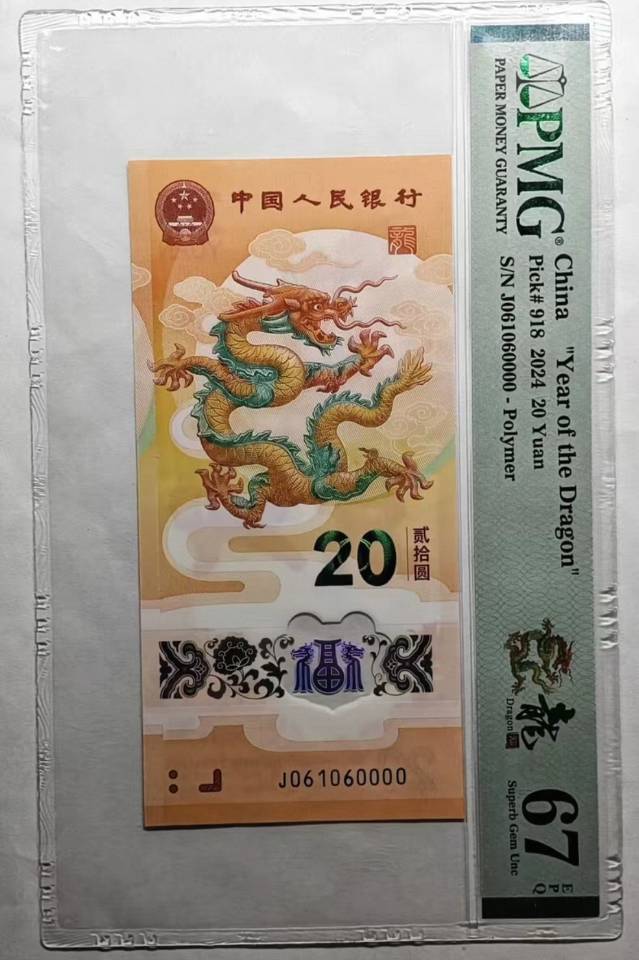 中国人民银行
龍
20
贰拾圆
福
J061060000
PMG®
PAPER MONEY GUARANTY
China "Year of the Dragon"
Pick# 918 2024 20 Yuan
S/N J061060000 - Polymer
龍
Dragon
67
EPQ
Superb Gem Unc